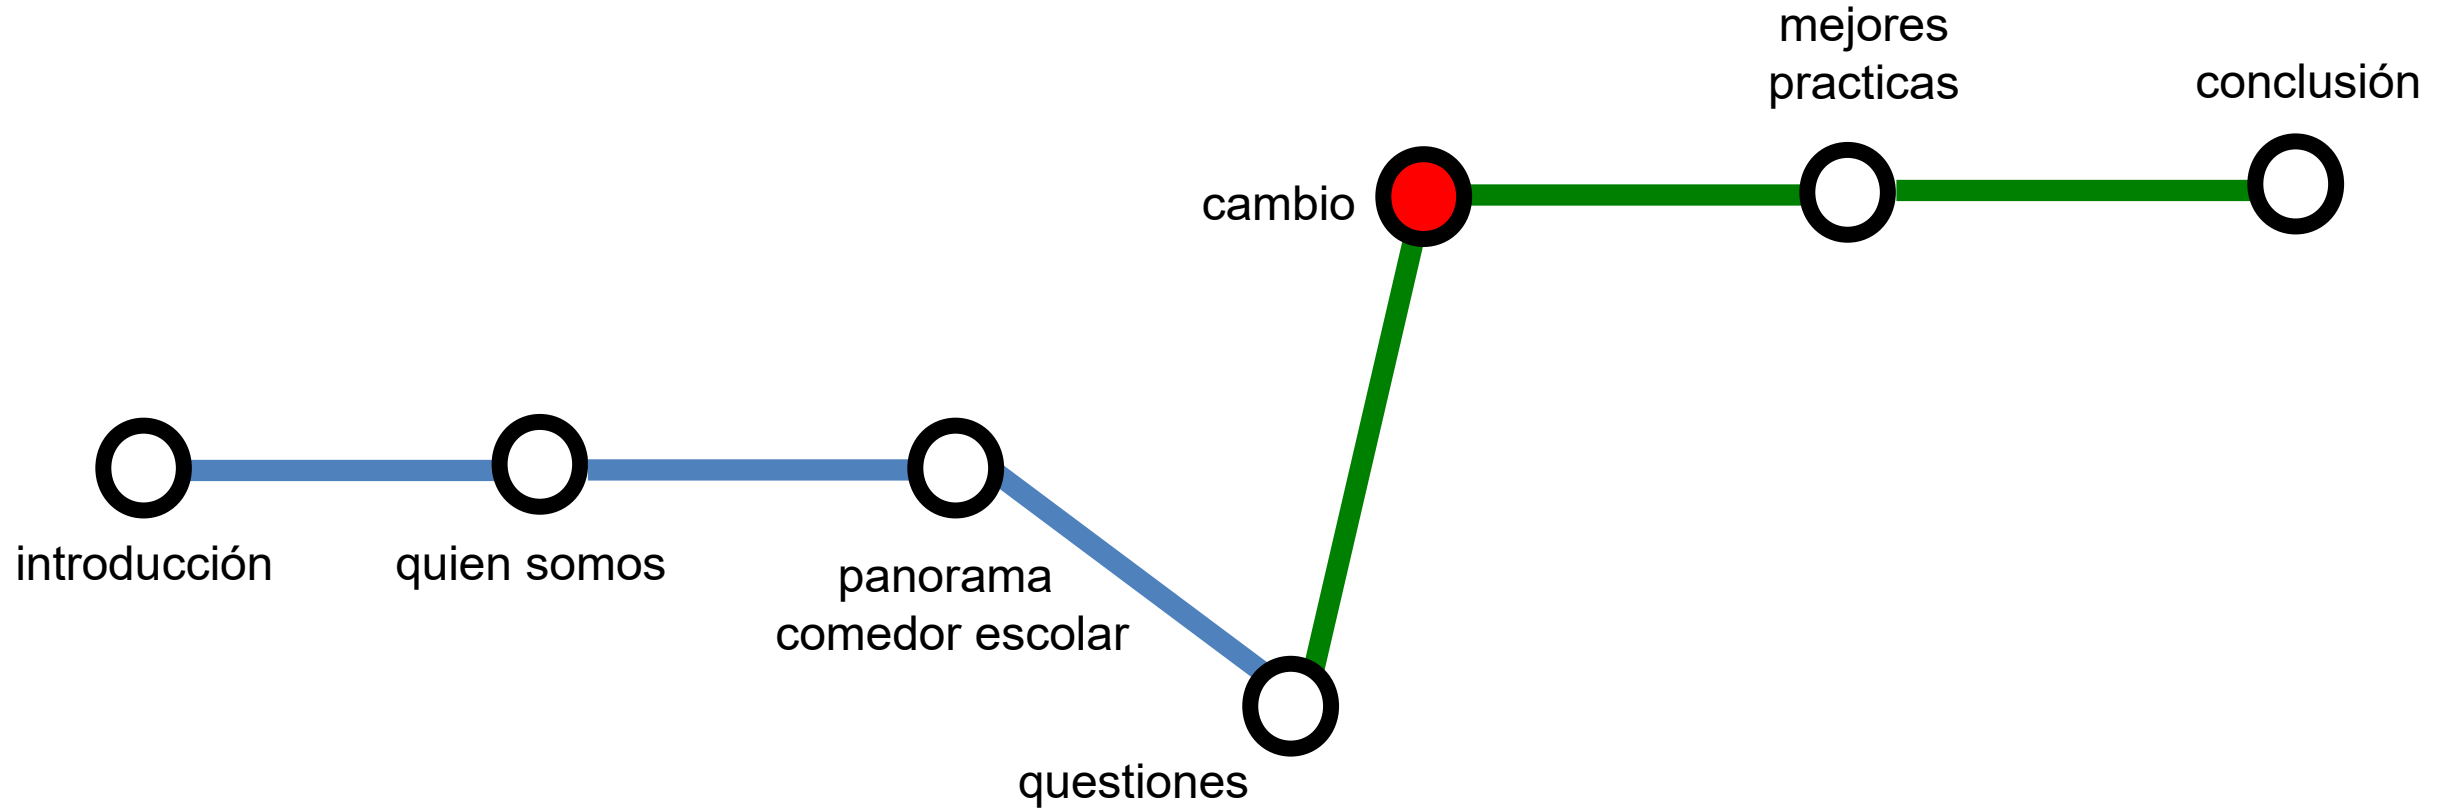 introducción
quien somos
panorama
comedor escolar
questiones
cambio
mejores
practicas
conclusión